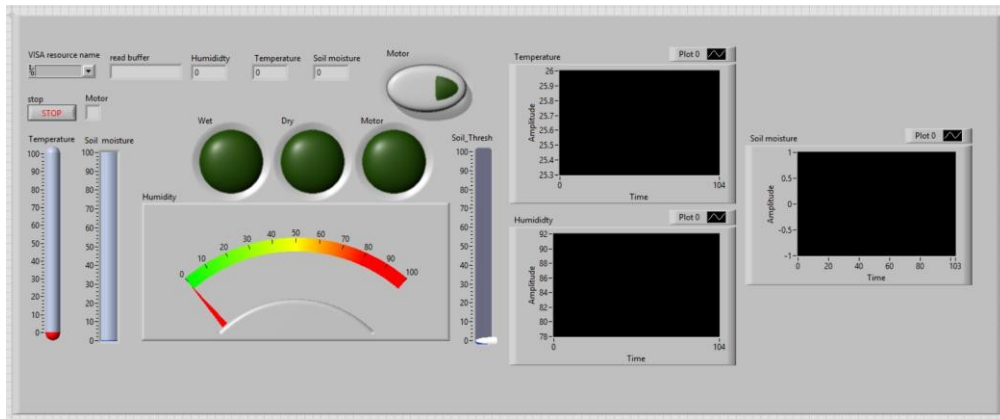 VISA resource name
read buffer
Humididty
0
Temperature
0
Soil moisture
0
Motor
stop
STOP
Motor
Temperature
100
90
80
70
60
50
40
30
20
10
0
Soil moisture
100
90
80
70
60
50
40
30
20
10
0
Wet
Dry
Motor
Humidity
0
10
20
30
40
50
60
70
80
90
100
Soil_Thresh
100
90
80
70
60
50
40
30
20
10
0
Temperature
Plot 0
26
25.9
25.8
25.7
25.6
25.5
25.4
25.3
Amplitude
0
104
Time
Humididty
Plot 0
92
90
88
86
84
82
80
78
Amplitude
0
104
Time
Soil moisture
Plot 0
1
0.5
0
-0.5
-1
Amplitude
0
20
40
60
80
103
Time